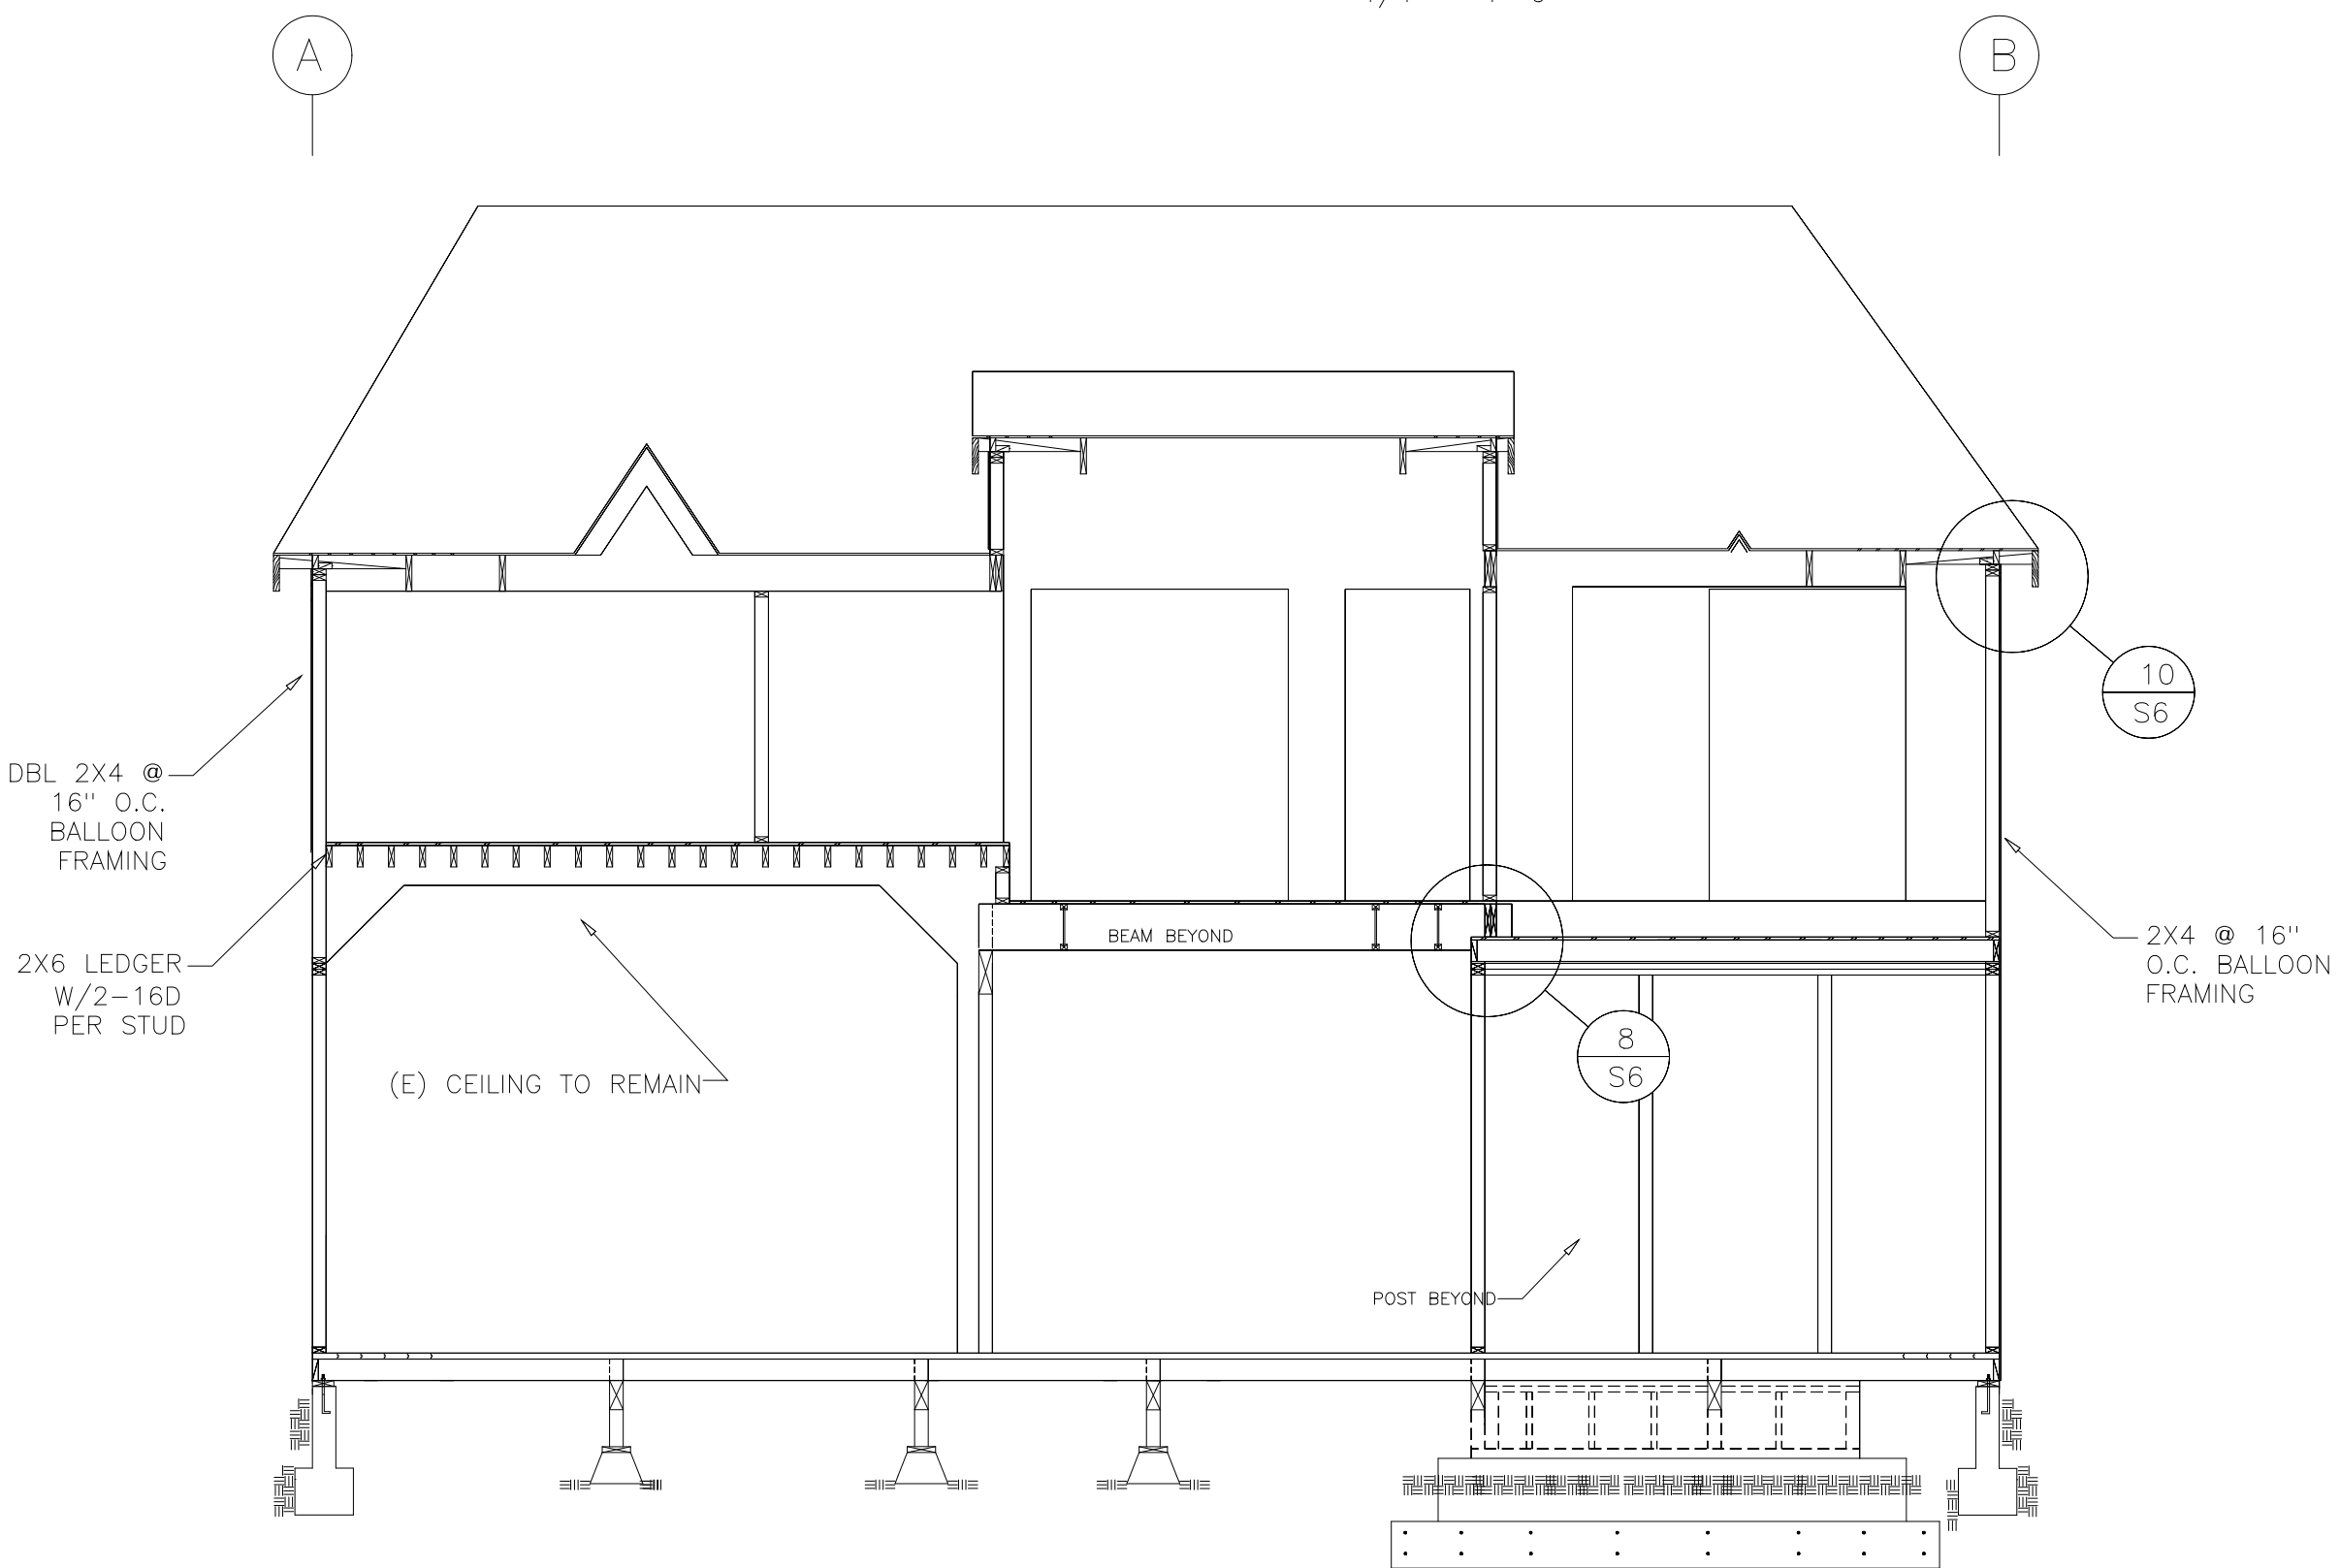 A
B
10
S6
DBL 2X4 @
16" O.C.
BALLOON
FRAMING
BEAM BEYOND
2X4 @ 16"
O.C. BALLOON
FRAMING
2X6 LEDGER
W/2-16D
PER STUD
8
S6
(E) CEILING TO REMAIN
POST BEYOND